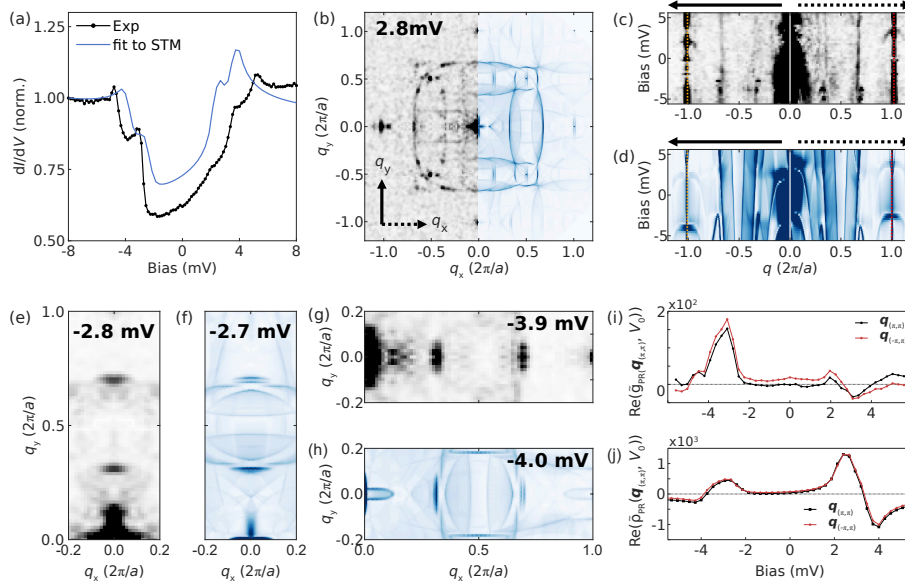 (a)
Exp
fit to STM
dI/dV (norm.)
1.25
1.00
0.75
0.50
-8
-4
0
4
8
Bias (mV)
(b)
2.8mV
q_y (2π/a)
1.0
0.5
0.0
-0.5
-1.0
q_y
q_x
-1.0
-0.5
0.0
0.5
1.0
q_x (2π/a)
(c)
Bias (mV)
5
0
-5
-1.0 -0.5 0.0 0.5 1.0
(d)
Bias (mV)
5
0
-5
-1.0 -0.5 0.0 0.5 1.0
q (2π/a)
(e)
-2.8 mV
q_y (2π/a)
1.0
0.5
0.0
-0.2 0.0 0.2
q_x (2π/a)
(f)
-2.7 mV
-0.2 0.0 0.2
q_x (2π/a)
(g)
-3.9 mV
q_y (2π/a)
0.2
0.0
-0.2
(h)
-4.0 mV
q_y (2π/a)
0.2
0.0
-0.2
0.0 0.5 1.0
q_x (2π/a)
(i)
x10²
q_(π,π)
q_(-π,π)
Re(g̃_PR(q_(π,π), V₀))
2
1
0
-4 -2 0 2 4
(j)
x10³
q_(π,π)
q_(-π,π)
Re(ρ̃_PR(q_(π,π), V₀))
1
0
-1
-4 -2 0 2 4
Bias (mV)